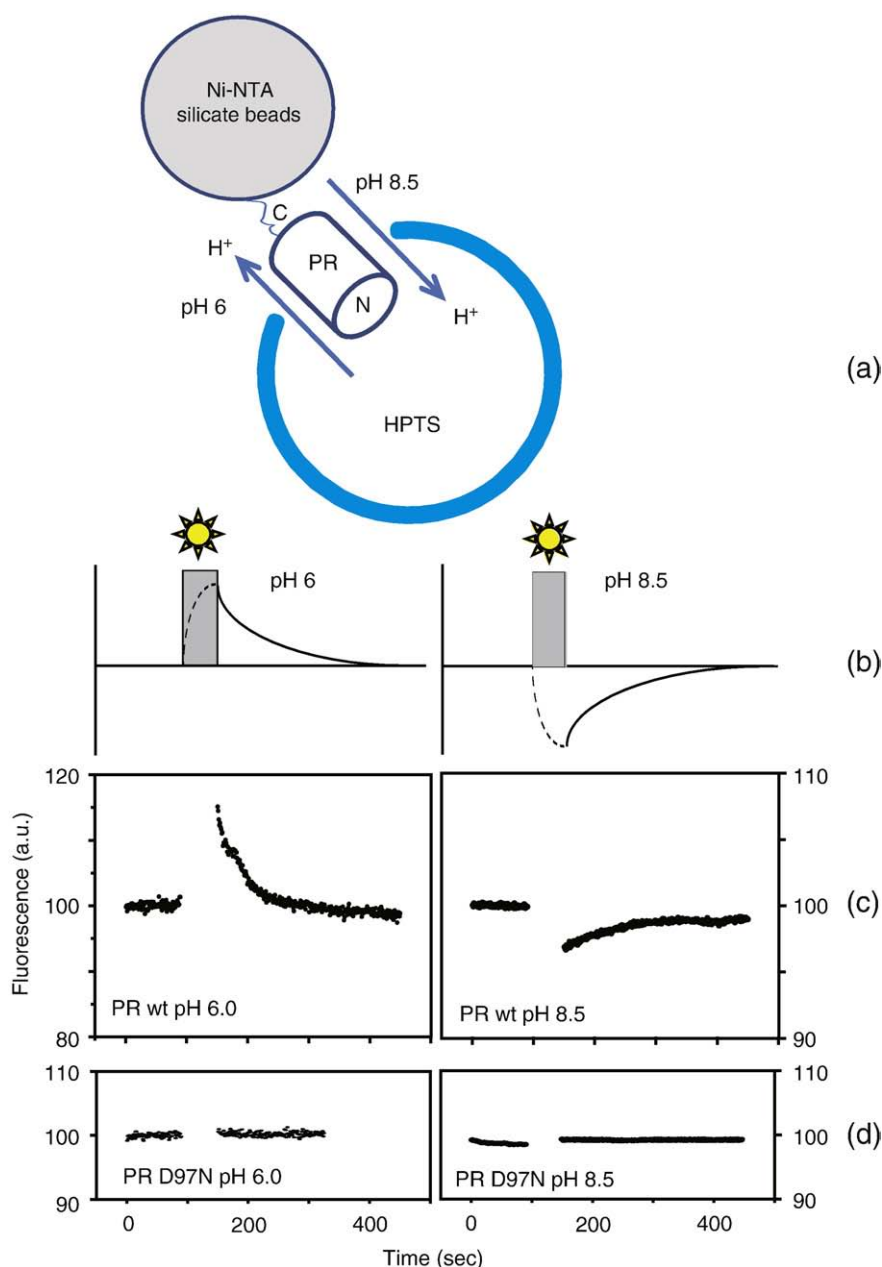 Ni-NTA
silicate beads
pH 8.5
C
H⁺
PR
N
pH 6
H⁺
(a)
HPTS
pH 6
pH 8.5
(b)
120
110
110
100
90
80
Fluorescence (a.u.)
PR wt pH 6.0
110
100
90
PR wt pH 8.5
(c)
110
100
90
PR D97N pH 6.0
110
100
90
PR D97N pH 8.5
(d)
0
200
400
0
200
400
Time (sec)